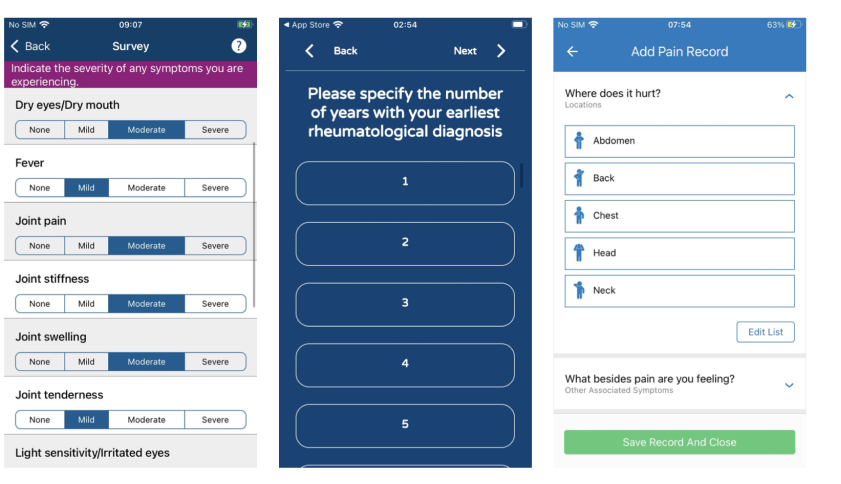 No SIM 09:07
Back Survey ?
Indicate the severity of any symptoms you are
experiencing.
Dry eyes/Dry mouth
None Mild Moderate Severe
Fever
None Mild Moderate Severe
Joint pain
None Mild Moderate Severe
Joint stiffness
None Mild Moderate Severe
Joint swelling
None Mild Moderate Severe
Joint tenderness
None Mild Moderate Severe
Light sensitivity/Irritated eyes
App Store 02:54
Back Next
Please specify the number
of years with your earliest
rheumatological diagnosis
1
2
3
4
5
No SIM 07:54 63%
Add Pain Record
Where does it hurt?
Locations
Abdomen
Back
Chest
Head
Neck
Edit List
What besides pain are you feeling?
Other Associated Symptoms
Save Record And Close